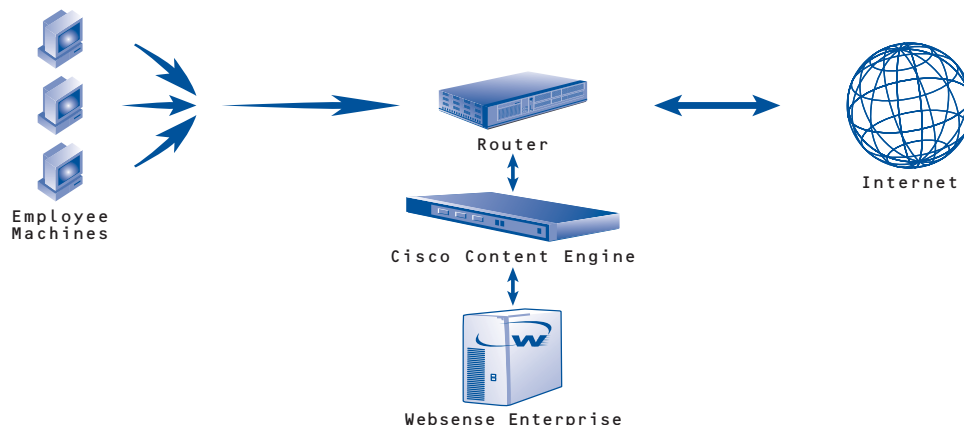 Router
Internet
Employee
Machines
Cisco Content Engine
W
Websense Enterprise